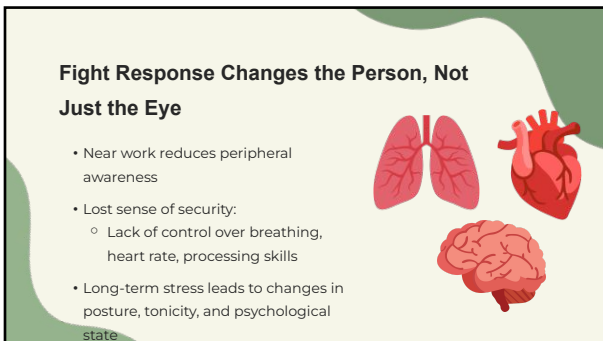 Fight Response Changes the Person, Not
Just the Eye
• Near work reduces peripheral
awareness
• Lost sense of security:
○ Lack of control over breathing,
heart rate, processing skills
• Long-term stress leads to changes in
posture, tonicity, and psychological
state